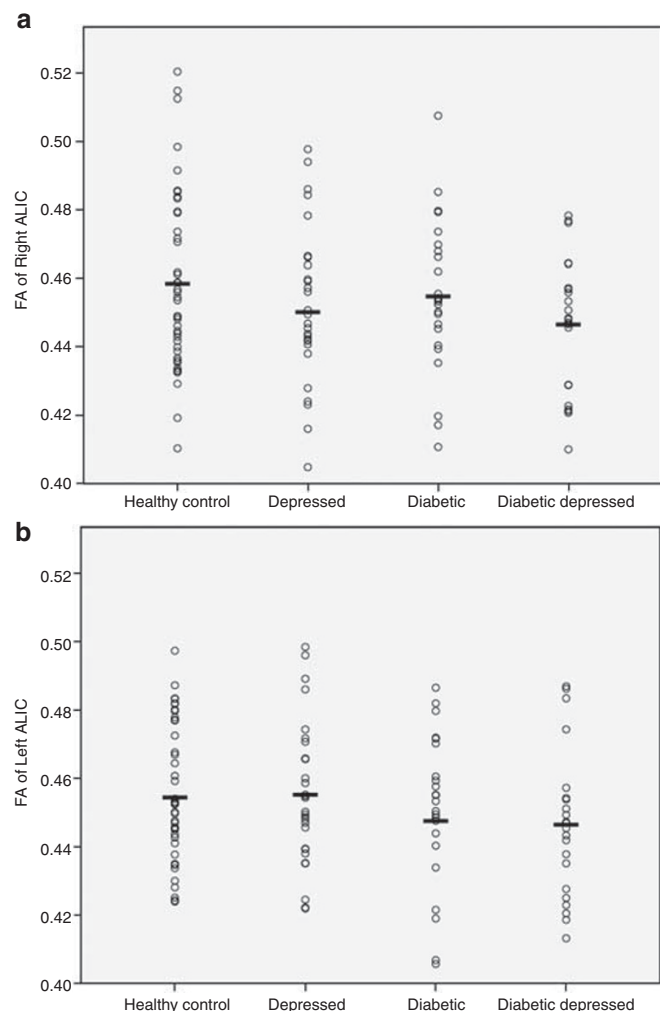 a
FA of Right ALIC
0.52
0.50
0.48
0.46
0.44
0.42
0.40
Healthy control Depressed Diabetic Diabetic depressed
b
FA of Left ALIC
0.52
0.50
0.48
0.46
0.44
0.42
0.40
Healthy control Depressed Diabetic Diabetic depressed